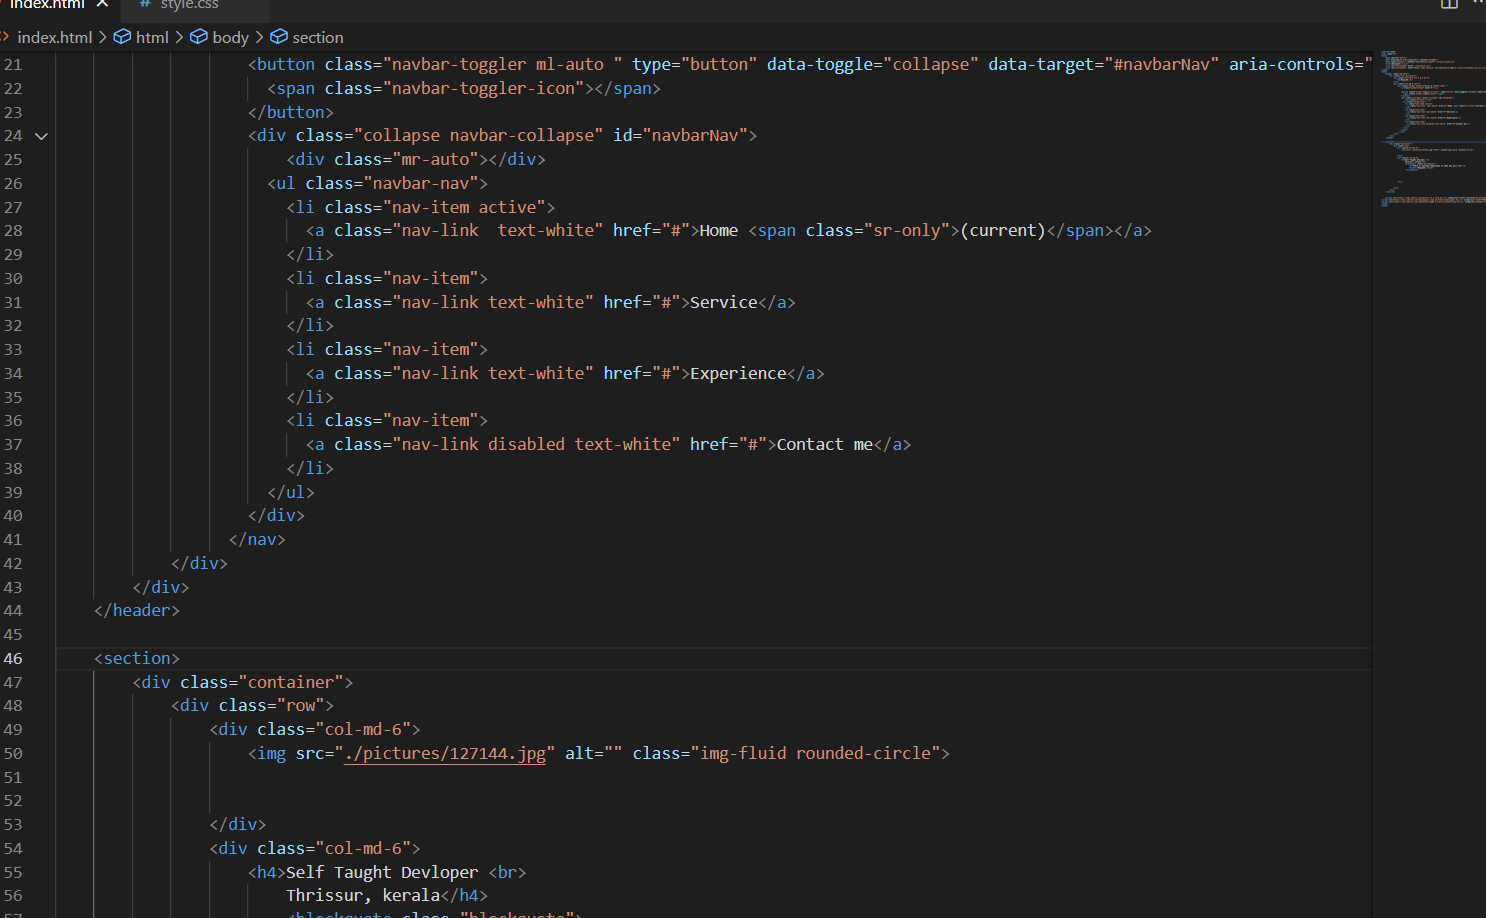 index.html × # style.css
<> index.html > html > body > section
21 <button class="navbar-toggler ml-auto " type="button" data-toggle="collapse" data-target="#navbarNav" aria-controls="
22 <span class="navbar-toggler-icon"></span>
23 </button>
24 <div class="collapse navbar-collapse" id="navbarNav">
25 <div class="mr-auto"></div>
26 <ul class="navbar-nav">
27 <li class="nav-item active">
28 <a class="nav-link  text-white" href="#">Home <span class="sr-only">(current)</span></a>
29 </li>
30 <li class="nav-item">
31 <a class="nav-link text-white" href="#">Service</a>
32 </li>
33 <li class="nav-item">
34 <a class="nav-link text-white" href="#">Experience</a>
35 </li>
36 <li class="nav-item">
37 <a class="nav-link disabled text-white" href="#">Contact me</a>
38 </li>
39 </ul>
40 </div>
41 </nav>
42 </div>
43 </div>
44 </header>
45
46 <section>
47 <div class="container">
48 <div class="row">
49 <div class="col-md-6">
50 <img src="./pictures/127144.jpg" alt="" class="img-fluid rounded-circle">
51
52
53 </div>
54 <div class="col-md-6">
55 <h4>Self Taught Devloper <br>
56 Thrissur, kerala</h4>
57 <blockquote class="blockquote">